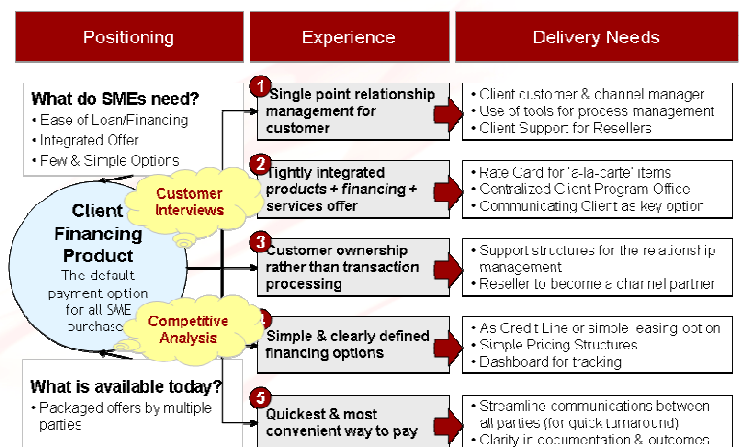 Positioning
Experience
Delivery Needs
What do SMEs need?
• Ease of Loan/Financing
• Integrated Offer
• Few & Simple Options
Customer
Interviews
Client
Financing
Product
The default
payment option
for all SME
purchase
Competitive
Analysis
What is available today?
• Packaged offers by multiple
parties
1
Single point relationship
management for
customer
• Client customer & channel manager
• Use of tools for process management
• Client Support for Resellers
2
Tightly integrated
products + financing +
services offer
• Rate Card for 'a-la-carte' items
• Centralized Client Program Office
• Communicating Client as key option
3
Customer ownership
rather than transaction
processing
• Support structures for the relationship
management
• Reseller to become a channel partner
4
Simple & clearly defined
financing options
• As Credit Line or simple leasing option
• Simple Pricing Structures
• Dashboard for tracking
5
Quickest & most
convenient way to pay
• Streamline communications between
all parties (for quick turnaround)
• Clarity in documentation & outcomes